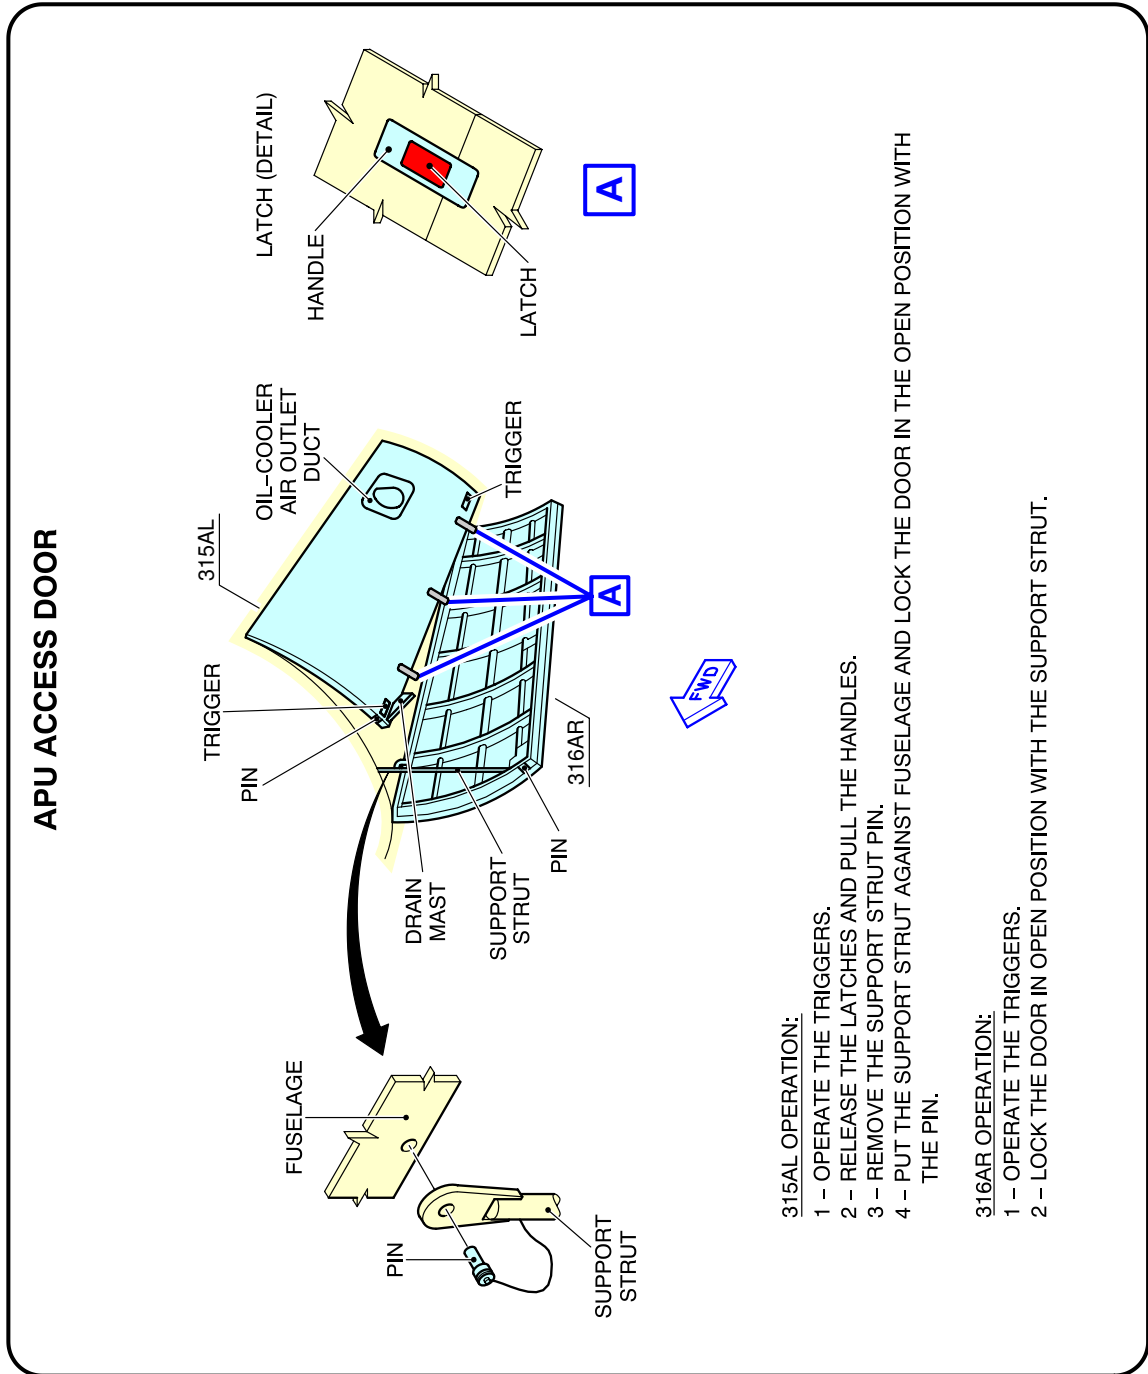 APU ACCESS DOOR
FUSELAGE
PIN
SUPPORT
STRUT
PIN
TRIGGER
315AL
OIL–COOLER
AIR OUTLET
DUCT
TRIGGER
DRAIN
MAST
SUPPORT
STRUT
PIN
316AR
A
FWD
LATCH (DETAIL)
HANDLE
LATCH
A
315AL OPERATION:
1 – OPERATE THE TRIGGERS.
2 – RELEASE THE LATCHES AND PULL THE HANDLES.
3 – REMOVE THE SUPPORT STRUT PIN.
4 – PUT THE SUPPORT STRUT AGAINST FUSELAGE AND LOCK THE DOOR IN THE OPEN POSITION WITH
THE PIN.
316AR OPERATION:
1 – OPERATE THE TRIGGERS.
2 – LOCK THE DOOR IN OPEN POSITION WITH THE SUPPORT STRUT.